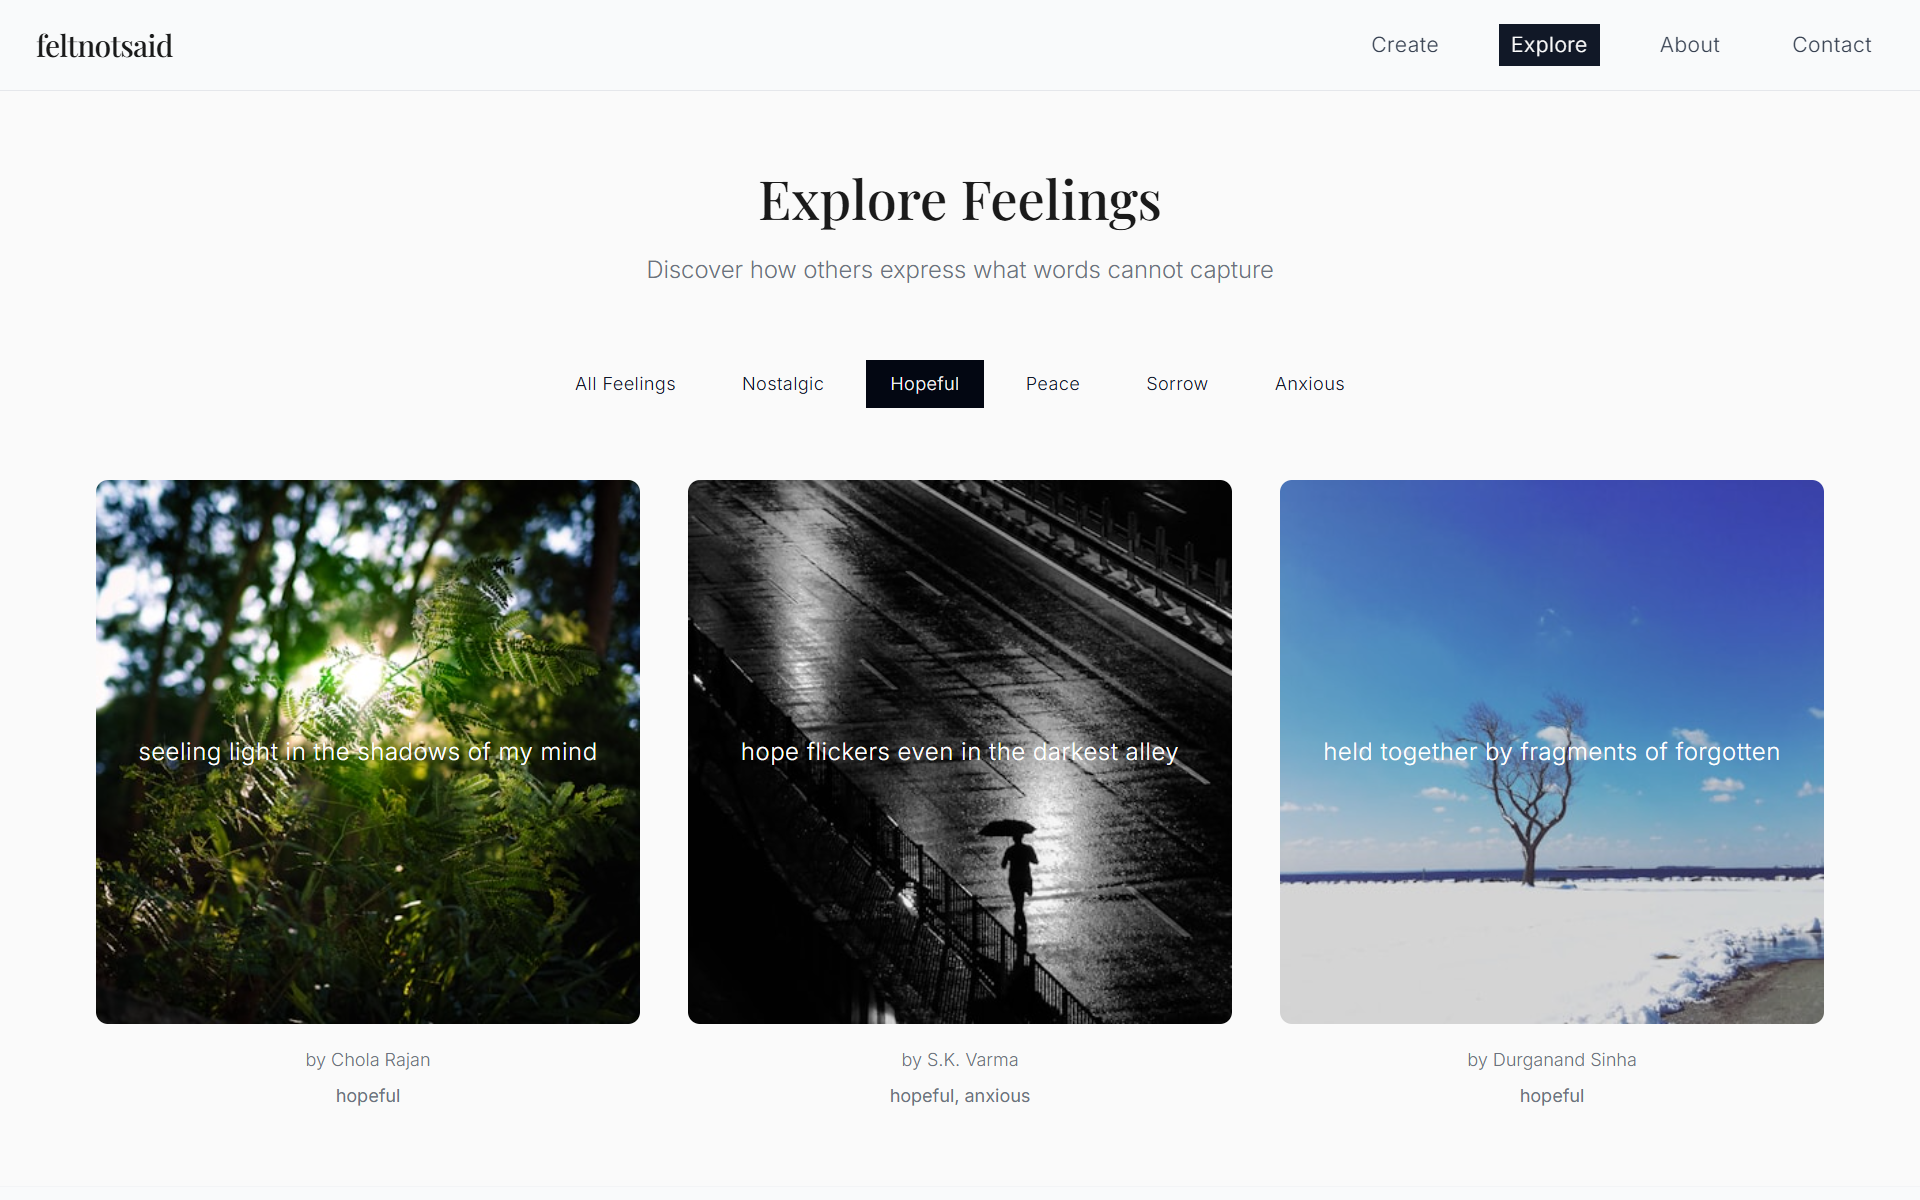 feltnotsaid
Create
Explore
About
Contact
Explore Feelings
Discover how others express what words cannot capture
All Feelings
Nostalgic
Hopeful
Peace
Sorrow
Anxious
seeling light in the shadows of my mind
hope flickers even in the darkest alley
held together by fragments of forgotten
by Chola Rajan
hopeful
by S.K. Varma
hopeful, anxious
by Durganand Sinha
hopeful